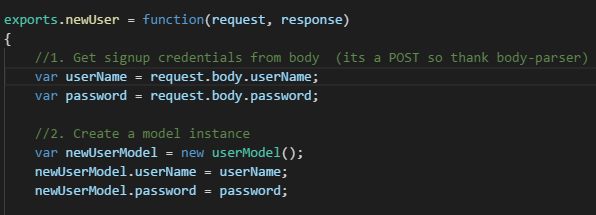 exports.newUser = function(request, response)
{
//1. Get signup credentials from body  (its a POST so thank body-parser)
var userName = request.body.userName;
var password = request.body.password;
//2. Create a model instance
var newUserModel = new userModel();
newUserModel.userName = userName;
newUserModel.password = password;